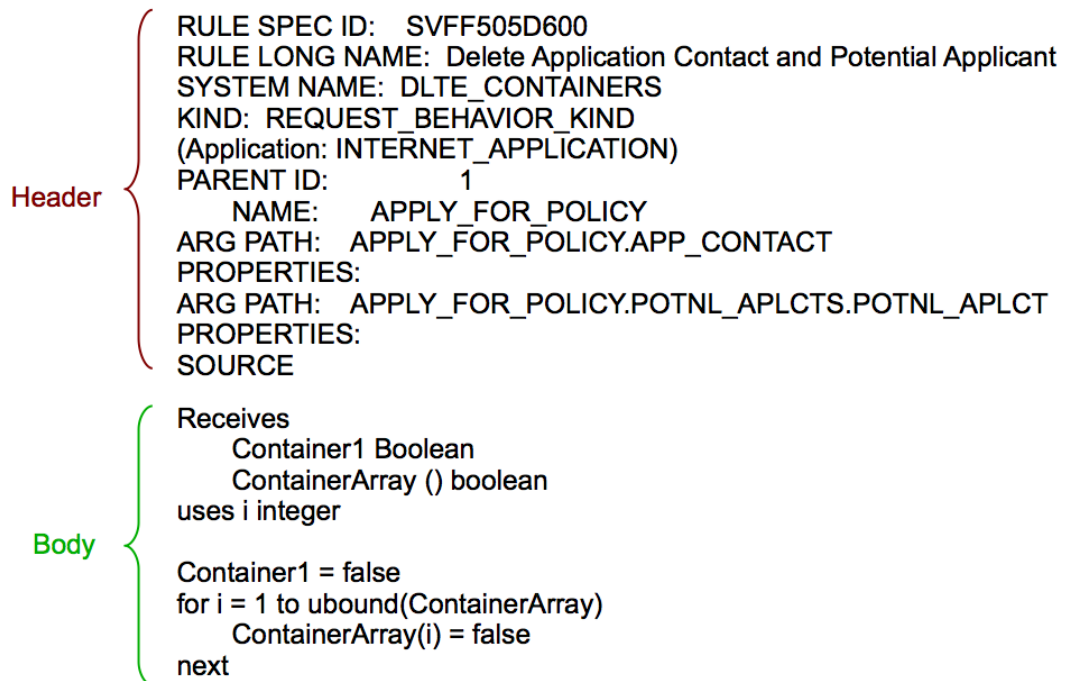 RULE SPEC ID: SVFF505D600
RULE LONG NAME: Delete Application Contact and Potential Applicant
SYSTEM NAME: DLTE_CONTAINERS
KIND: REQUEST_BEHAVIOR_KIND
(Application: INTERNET_APPLICATION)
PARENT ID: 1
Header
NAME: APPLY_FOR_POLICY
ARG PATH: APPLY_FOR_POLICY.APP_CONTACT
PROPERTIES:
ARG PATH: APPLY_FOR_POLICY.POTNL_APLCTS.POTNL_APLCT
PROPERTIES:
SOURCE
Receives
Container1 Boolean
ContainerArray () boolean
uses i integer
Body
Container1 = false
for i = 1 to ubound(ContainerArray)
ContainerArray(i) = false
next